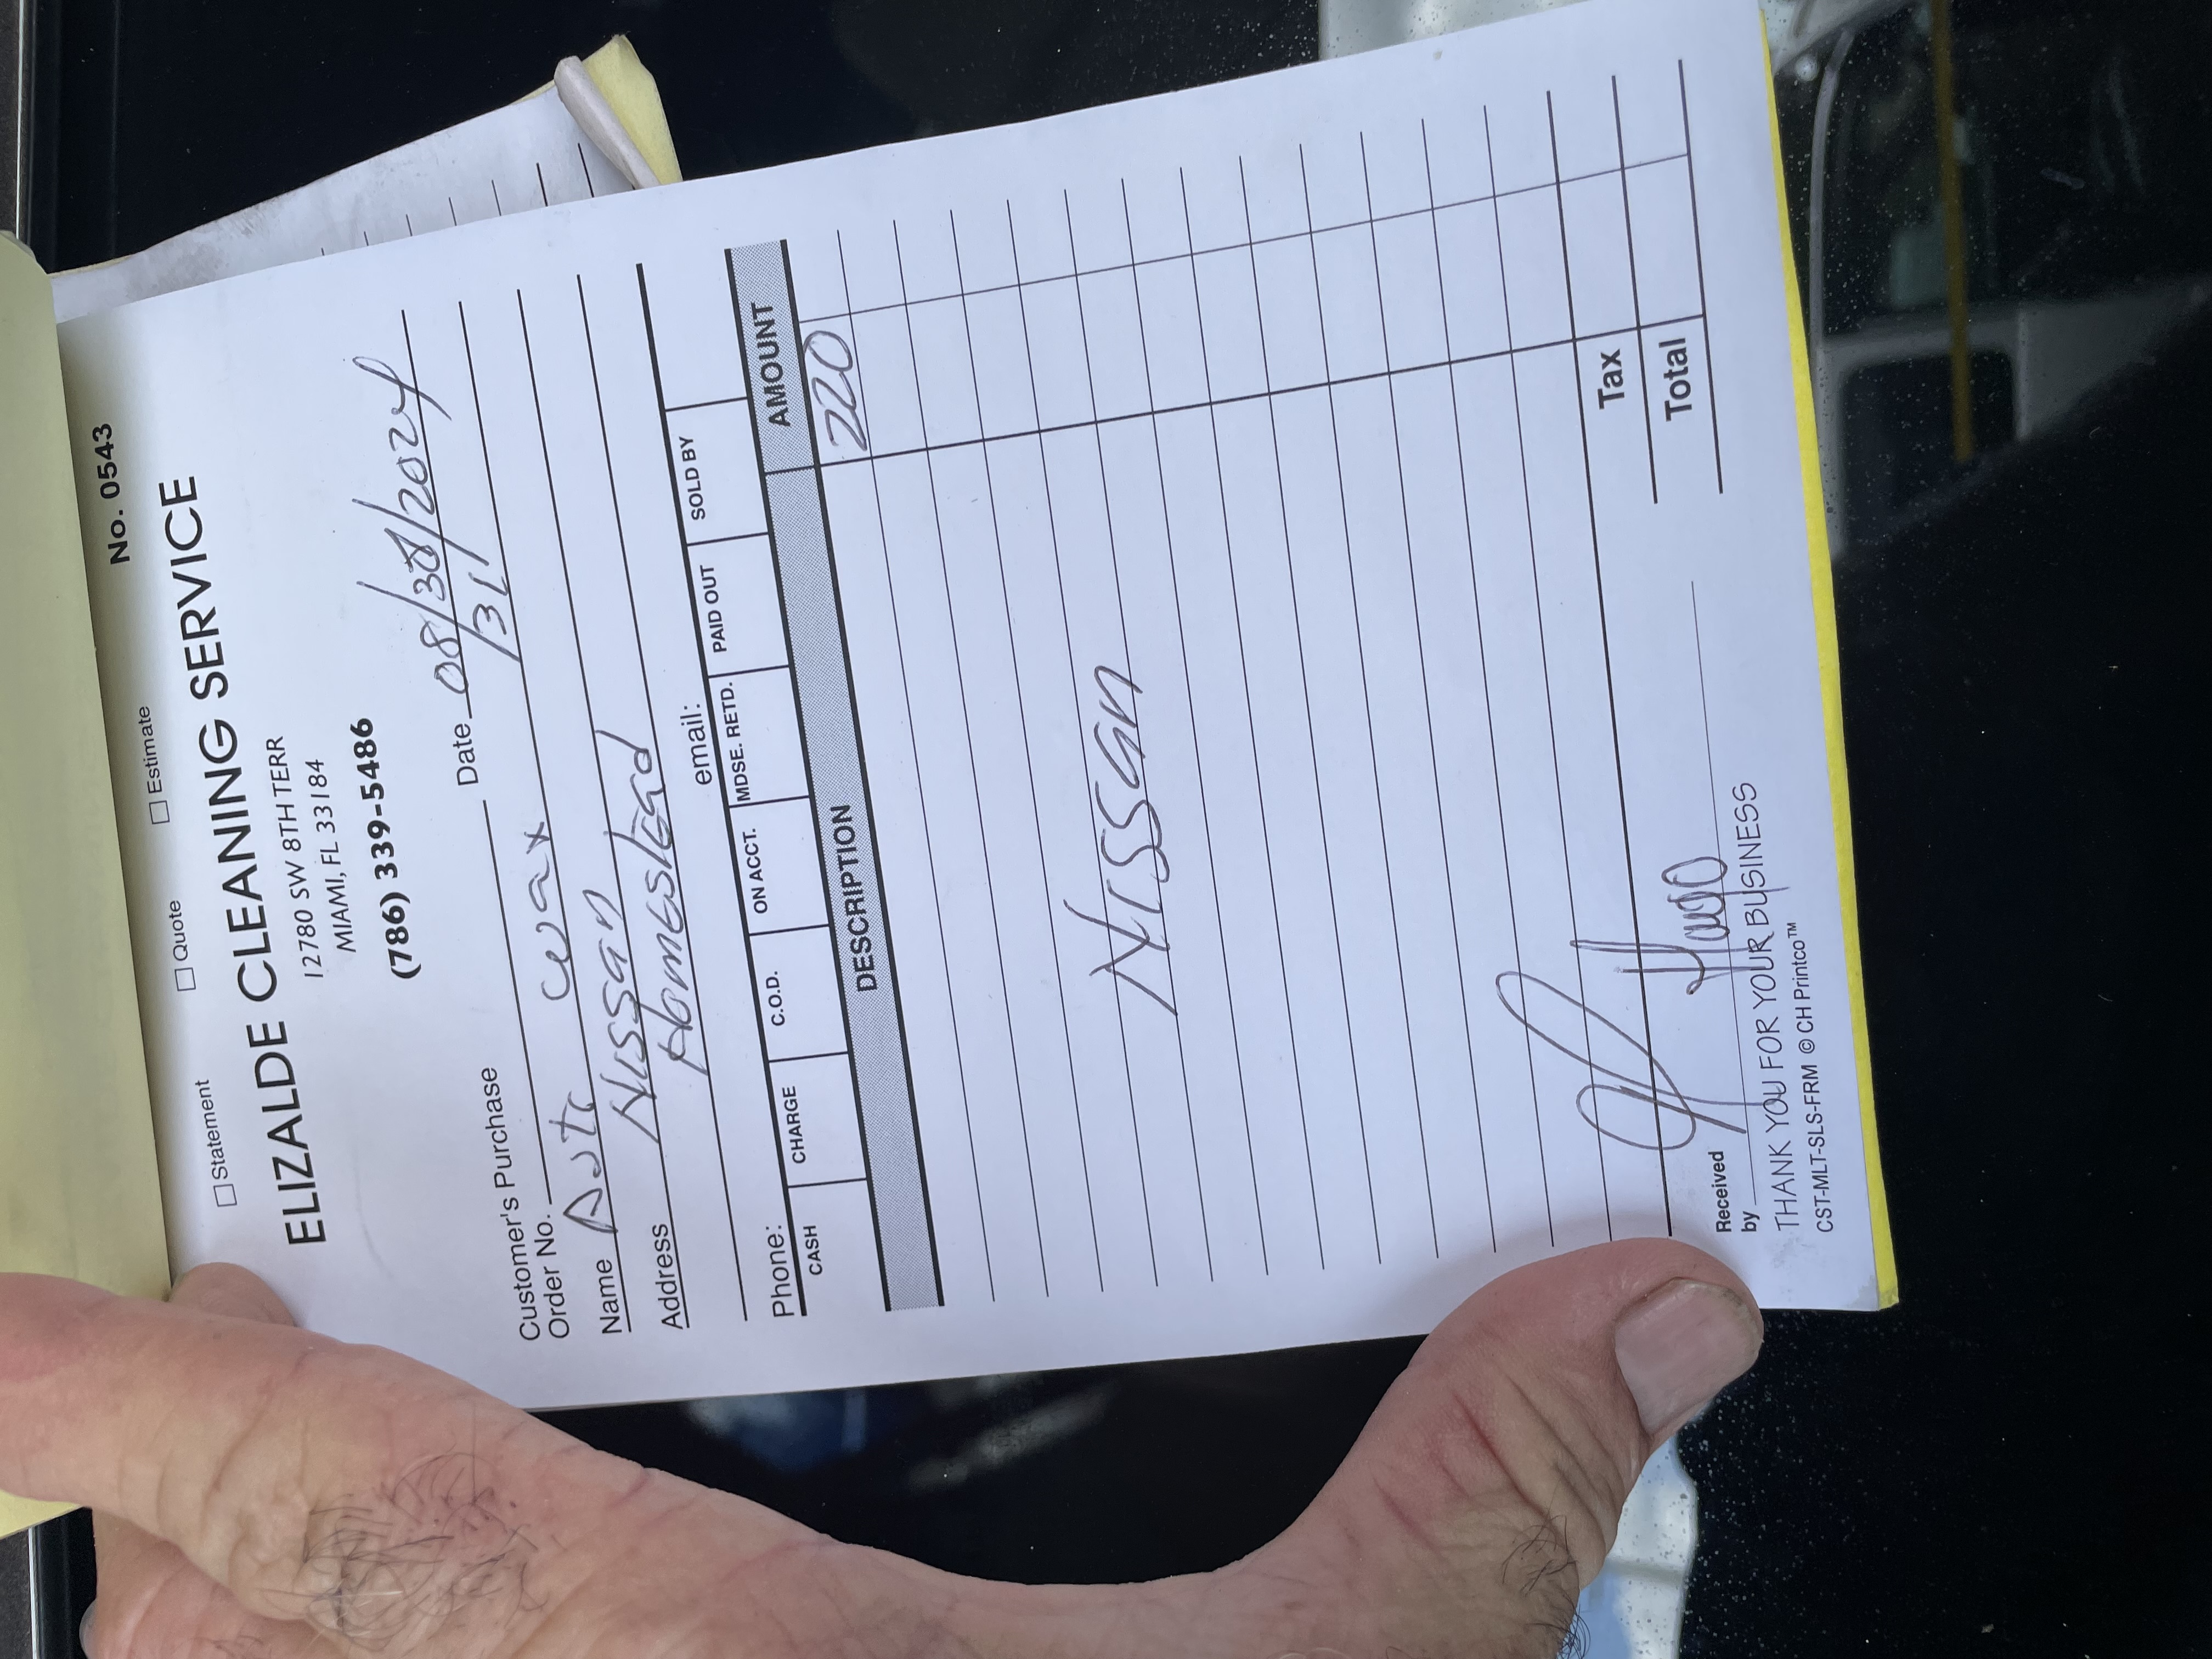 No. 0543
☐ Statement ☐ Quote ☐ Estimate
ELIZALDE CLEANING SERVICE
12780 SW 8TH TERR
MIAMI, FL 33184
(786) 339-5486
Customer's Purchase
Order No. Date 08/30/2024
31
Name Auto wax
Address Nissan
Homestead
Phone: email:
CASH CHARGE C.O.D. ON ACCT. MDSE. RETD. PAID OUT SOLD BY
DESCRIPTION AMOUNT
220
Nissan
Tax
Received
by Total
THANK YOU FOR YOUR BUSINESS
CST-MLT-SLS-FRM © CH Printco™